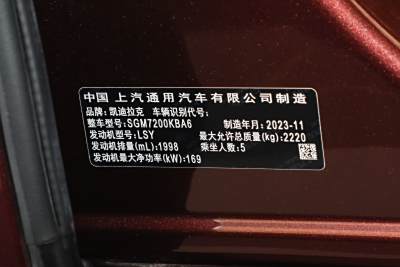 中国 上汽通用汽车有限公司制造
品牌:凯迪拉克 车辆识别代号:
整车型号:SGM7200KBA6 制造年月:2023-11
发动机型号:LSY 最大允许总质量(kg):2220
发动机排量(mL):1998 乘坐人数:5
发动机最大净功率(kW):169